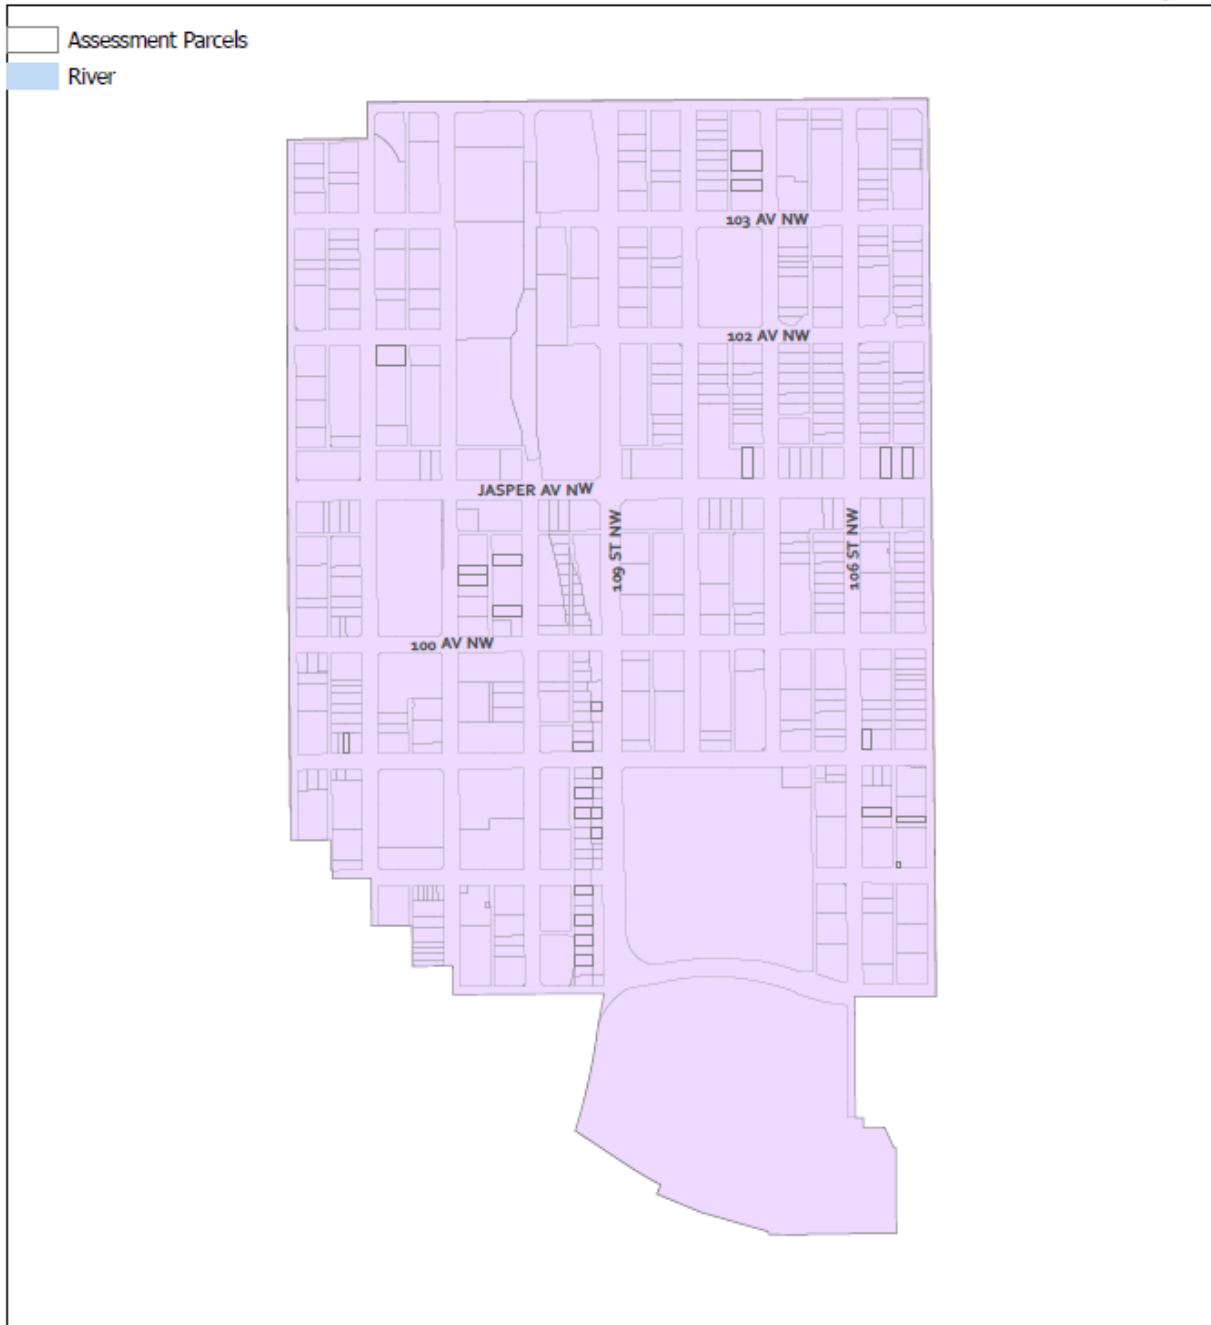 Assessment Parcels
River
103 AV NW
102 AV NW
JASPER AV NW
109 ST NW
106 ST NW
100 AV NW